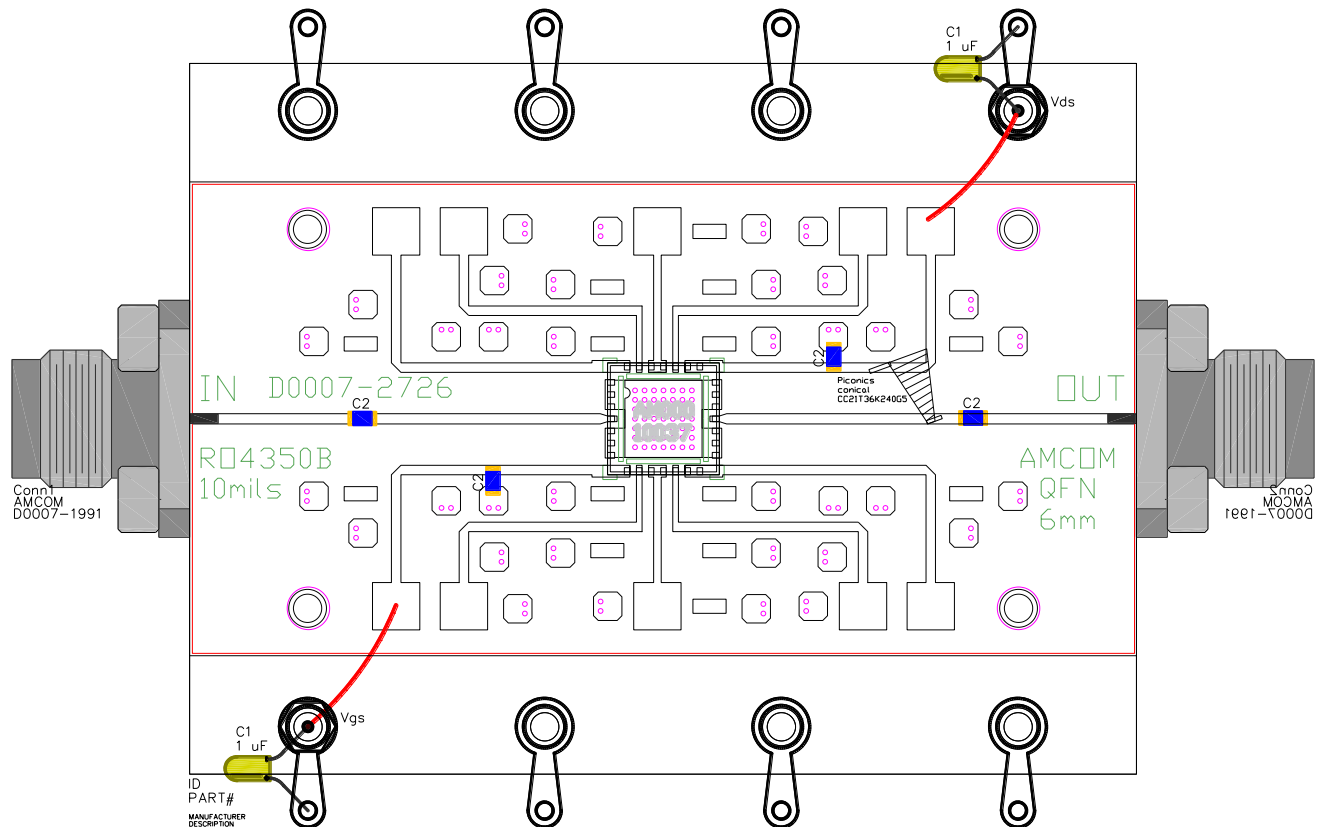 C1
1 uF
Vds
C2
Piconics
conical
CC21T36K240G5
IN D0007-2726
OUT
C2
C2
RO4350B
10mils
AMCOM
QFN
6mm
C2
Conn1
AMCOM
D0007-1991
Conn2
AMCOM
D0007-1991
Vgs
C1
1 uF
ID
PART#
MANUFACTURER
DESCRIPTION